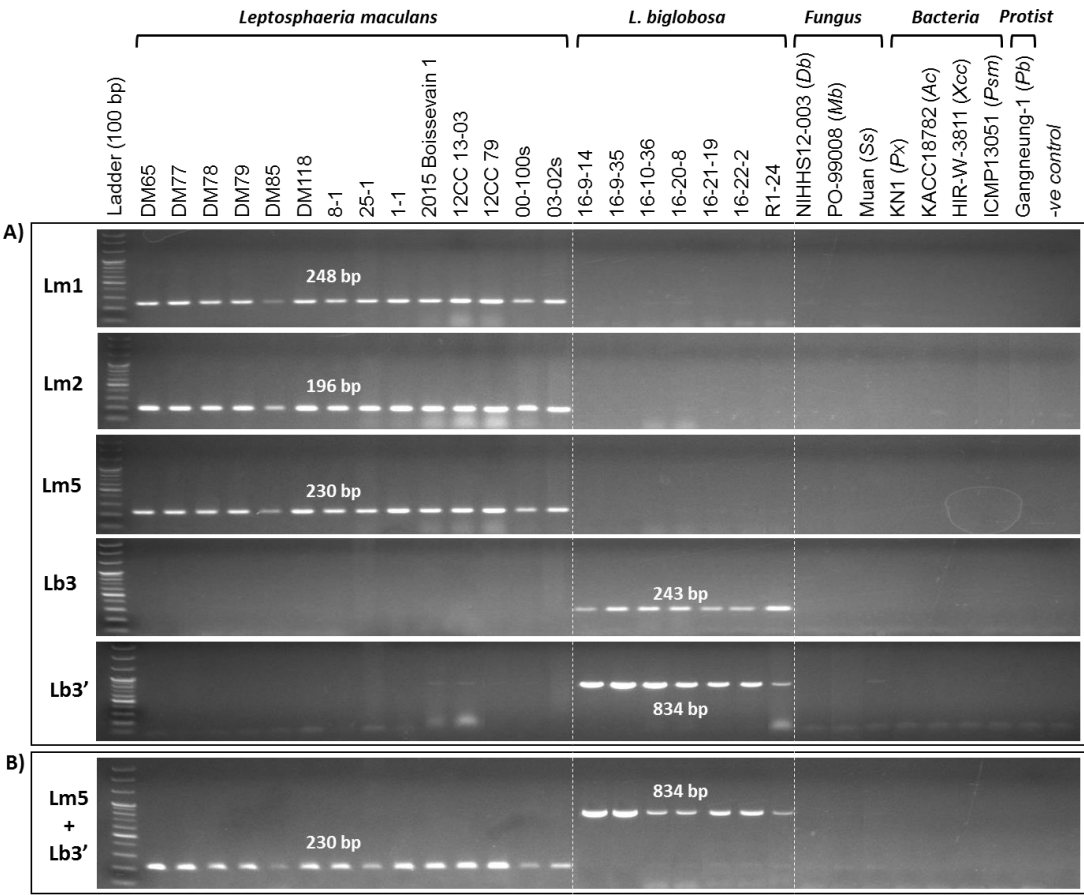 Leptosphaeria maculans L. biglobosa Fungus Bacteria Protist
Ladder (100 bp)
DM65
DM77
DM78
DM79
DM85
DM118
8-1
25-1
1-1
2015 Boissevain 1
12CC 13-03
12CC 79
00-100s
03-02s
16-9-14
16-9-35
16-10-36
16-20-8
16-21-19
16-22-2
R1-24
NIHHS12-003 (Db)
PO-99008 (Mb)
Muan (Ss)
KN1 (Px)
KACC18782 (Ac)
HIR-W-3811 (Xcc)
ICMP13051 (Psm)
Gangneung-1 (Pb)
-ve control
A)
Lm1
248 bp
Lm2
196 bp
Lm5
230 bp
Lb3
243 bp
Lb3’
834 bp
B)
Lm5
+
Lb3’
834 bp
230 bp